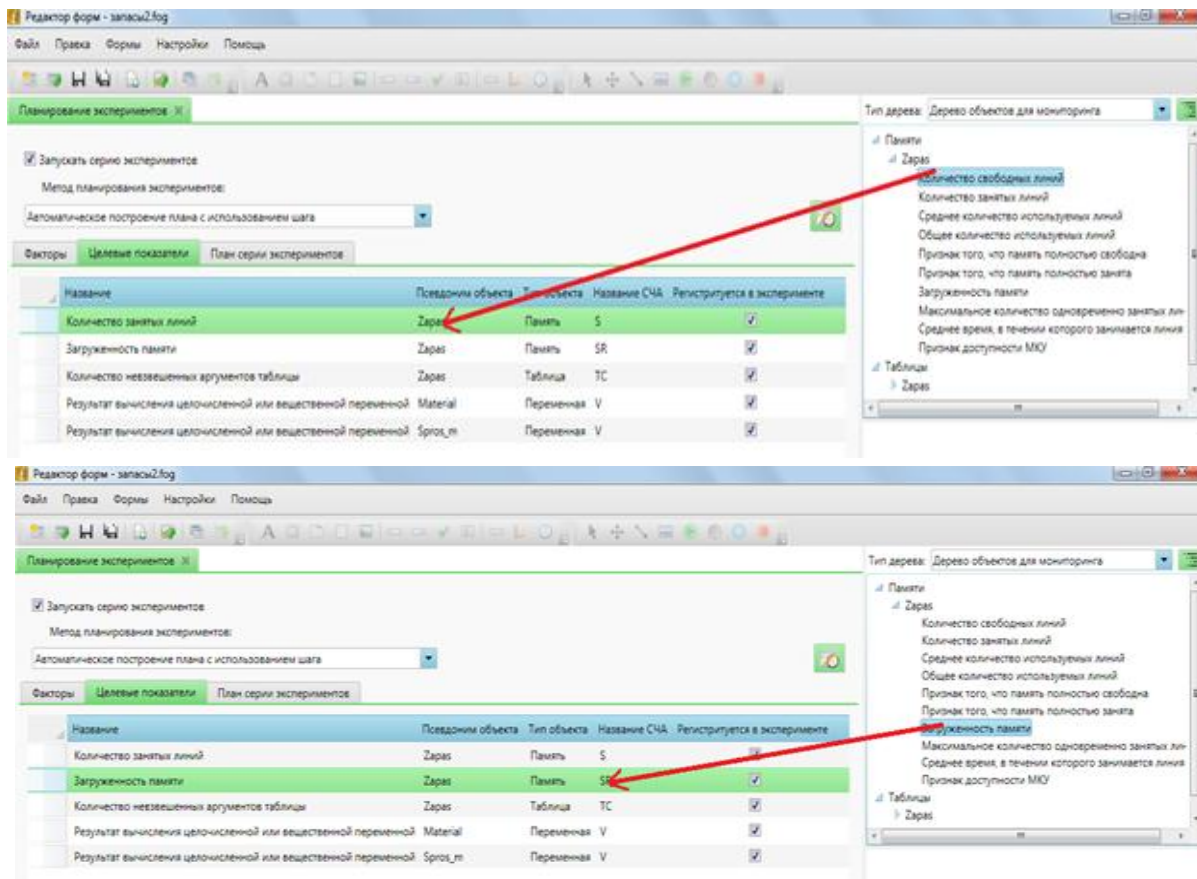 Редактор форм - запасы2.fog
Файл Правка Формы Настройки Помощь
Планирование экспериментов
Тип дерева: Дерево объектов для мониторинга
Запускать серию экспериментов
Метод планирования экспериментов:
Автоматическое построение плана с использованием шага
Факторы Целевые показатели План серии экспериментов
Название Псевдоним объекта Тип объекта Название СЧА Регистрируется в эксперименте
Количество занятых линий Zapas Память S
Загруженность памяти Zapas Память SR
Количество невзвешенных аргументов таблицы Zapas Таблица TC
Результат вычисления целочисленной или вещественной переменной Material Переменная V
Результат вычисления целочисленной или вещественной переменной Spros_m Переменная V
Памяти
Zapas
Количество свободных линий
Количество занятых линий
Среднее количество используемых линий
Общее количество используемых линий
Признак того, что память полностью свободна
Признак того, что память полностью занята
Загруженность памяти
Максимальное количество одновременно занятых лин
Среднее время, в течении которого занимается линия
Признак доступности МКУ
Таблицы
Zapas
Редактор форм - запасы2.fog
Файл Правка Формы Настройки Помощь
Планирование экспериментов
Тип дерева: Дерево объектов для мониторинга
Запускать серию экспериментов
Метод планирования экспериментов:
Автоматическое построение плана с использованием шага
Факторы Целевые показатели План серии экспериментов
Название Псевдоним объекта Тип объекта Название СЧА Регистрируется в эксперименте
Количество занятых линий Zapas Память S
Загруженность памяти Zapas Память SR
Количество невзвешенных аргументов таблицы Zapas Таблица TC
Результат вычисления целочисленной или вещественной переменной Material Переменная V
Результат вычисления целочисленной или вещественной переменной Spros_m Переменная V
Памяти
Zapas
Количество свободных линий
Количество занятых линий
Среднее количество используемых линий
Общее количество используемых линий
Признак того, что память полностью свободна
Признак того, что память полностью занята
Загруженность памяти
Максимальное количество одновременно занятых лин
Среднее время, в течении которого занимается линия
Признак доступности МКУ
Таблицы
Zapas